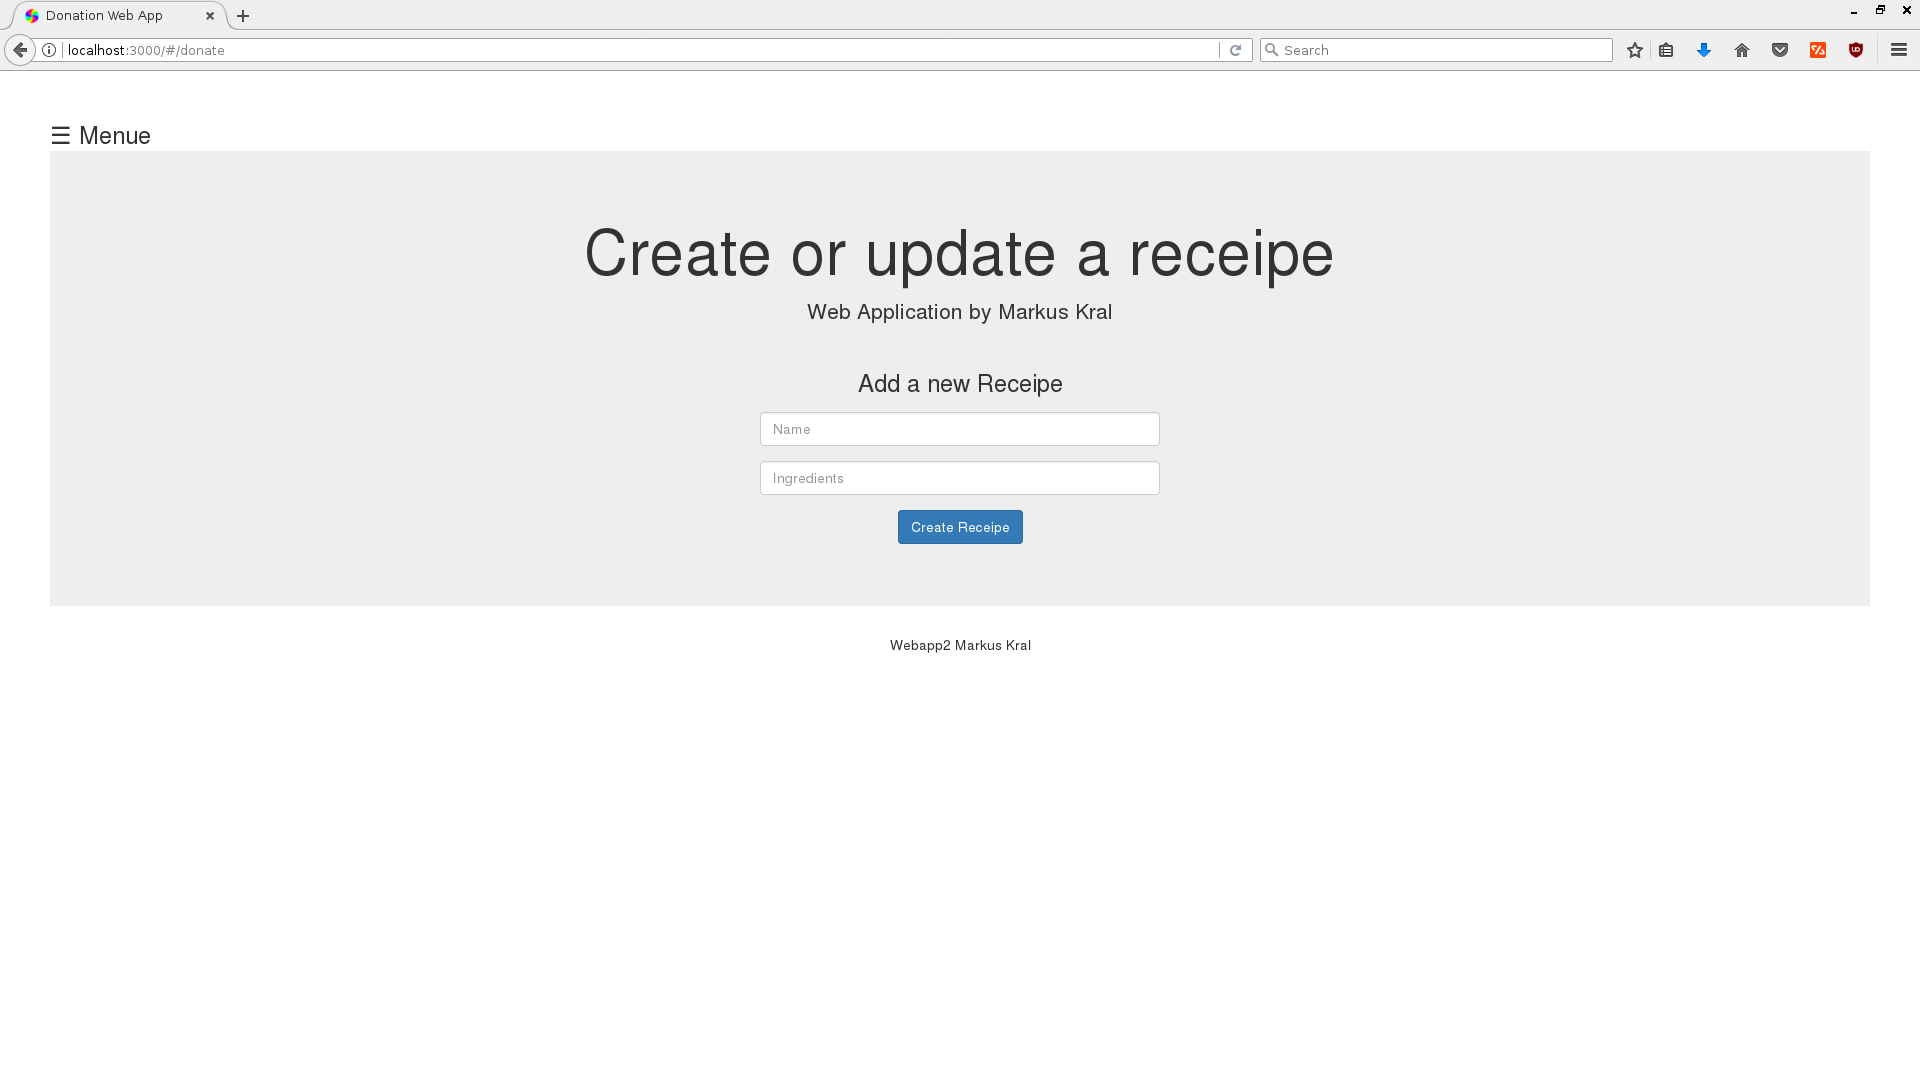 Donation Web App
localhost:3000/#/donate
Search
☰ Menue
Create or update a receipe
Web Application by Markus Kral
Add a new Receipe
Name
Ingredients
Create Receipe
Webapp2 Markus Kral